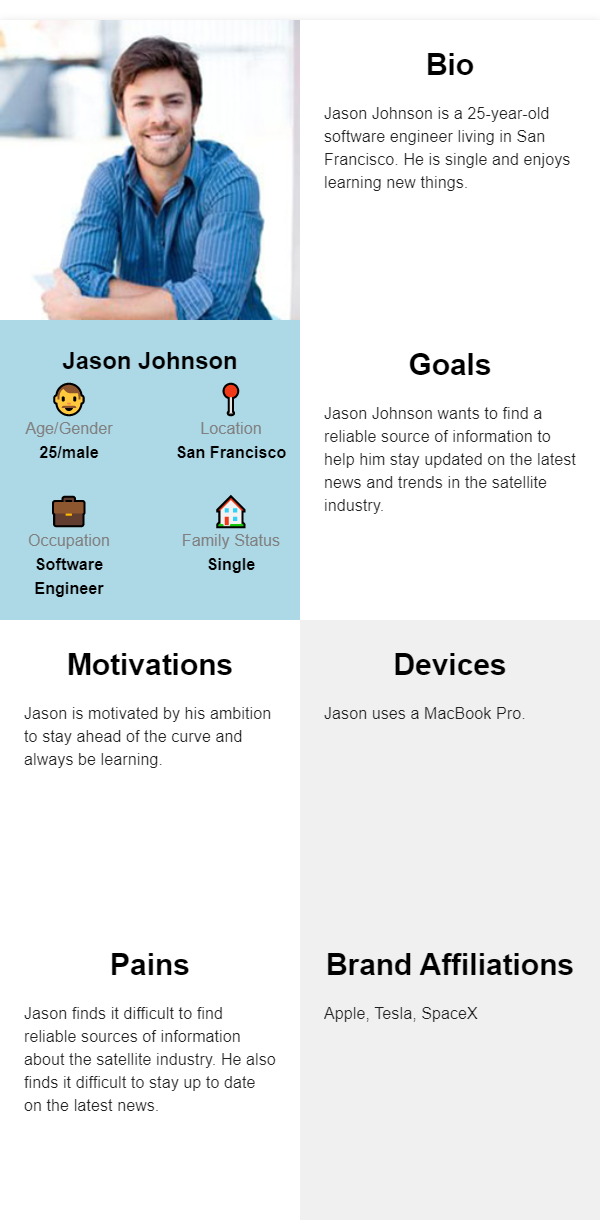 Bio
Jason Johnson is a 25-year-old
software engineer living in San
Francisco. He is single and enjoys
learning new things.
Jason Johnson
Age/Gender
25/male
Location
San Francisco
Occupation
Software
Engineer
Family Status
Single
Goals
Jason Johnson wants to find a
reliable source of information to
help him stay updated on the latest
news and trends in the satellite
industry.
Motivations
Jason is motivated by his ambition
to stay ahead of the curve and
always be learning.
Devices
Jason uses a MacBook Pro.
Pains
Jason finds it difficult to find
reliable sources of information
about the satellite industry. He also
finds it difficult to stay up to date
on the latest news.
Brand Affiliations
Apple, Tesla, SpaceX